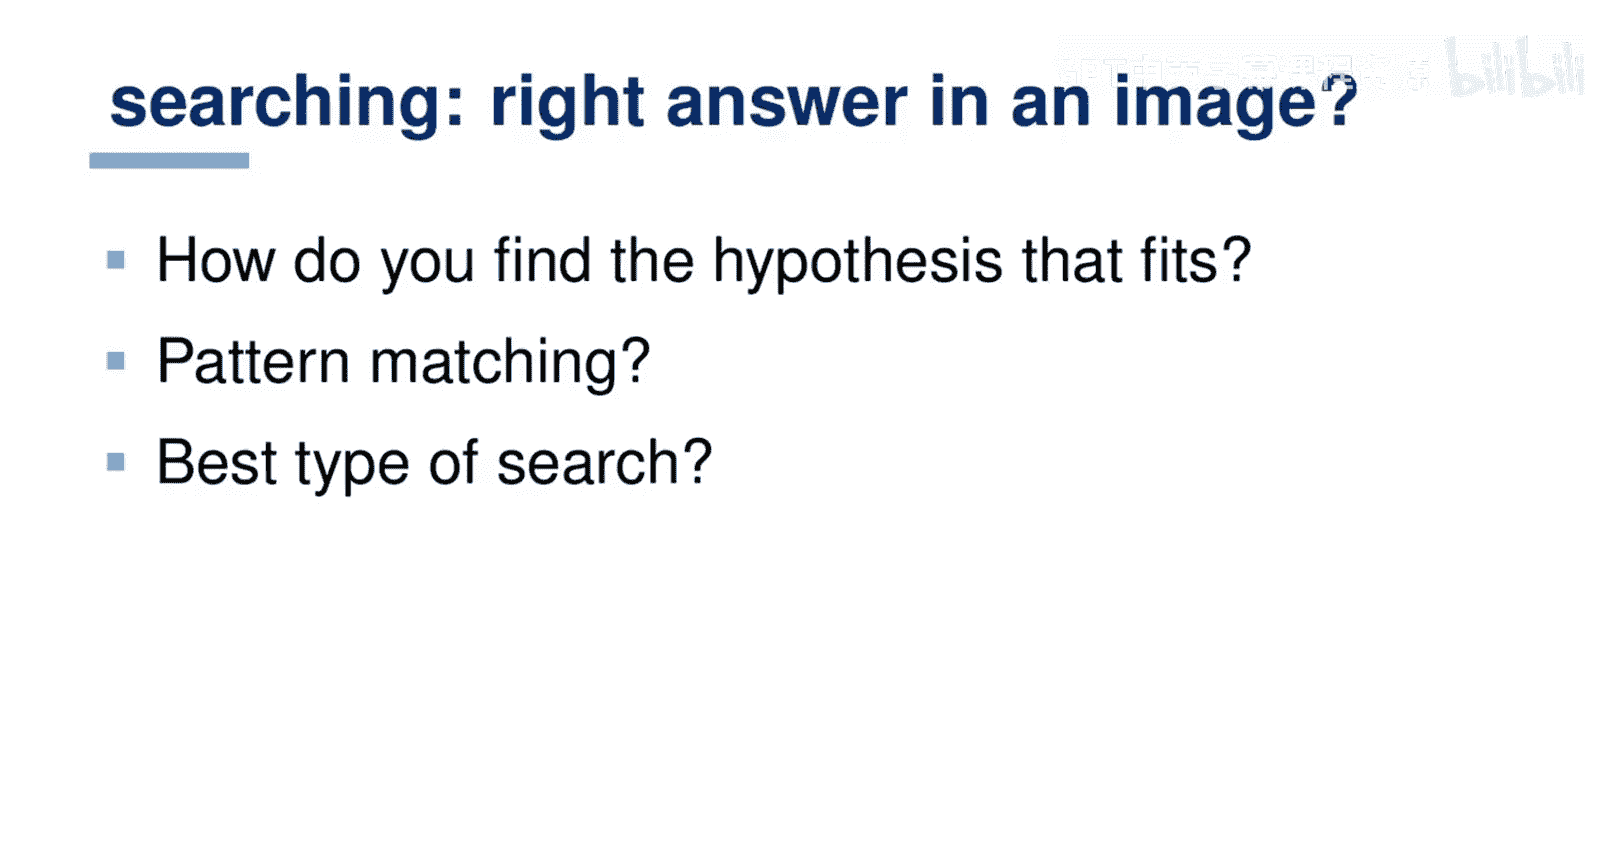 searching: right answer in an image?
bilibili
How do you find the hypothesis that fits?
Pattern matching?
Best type of search?